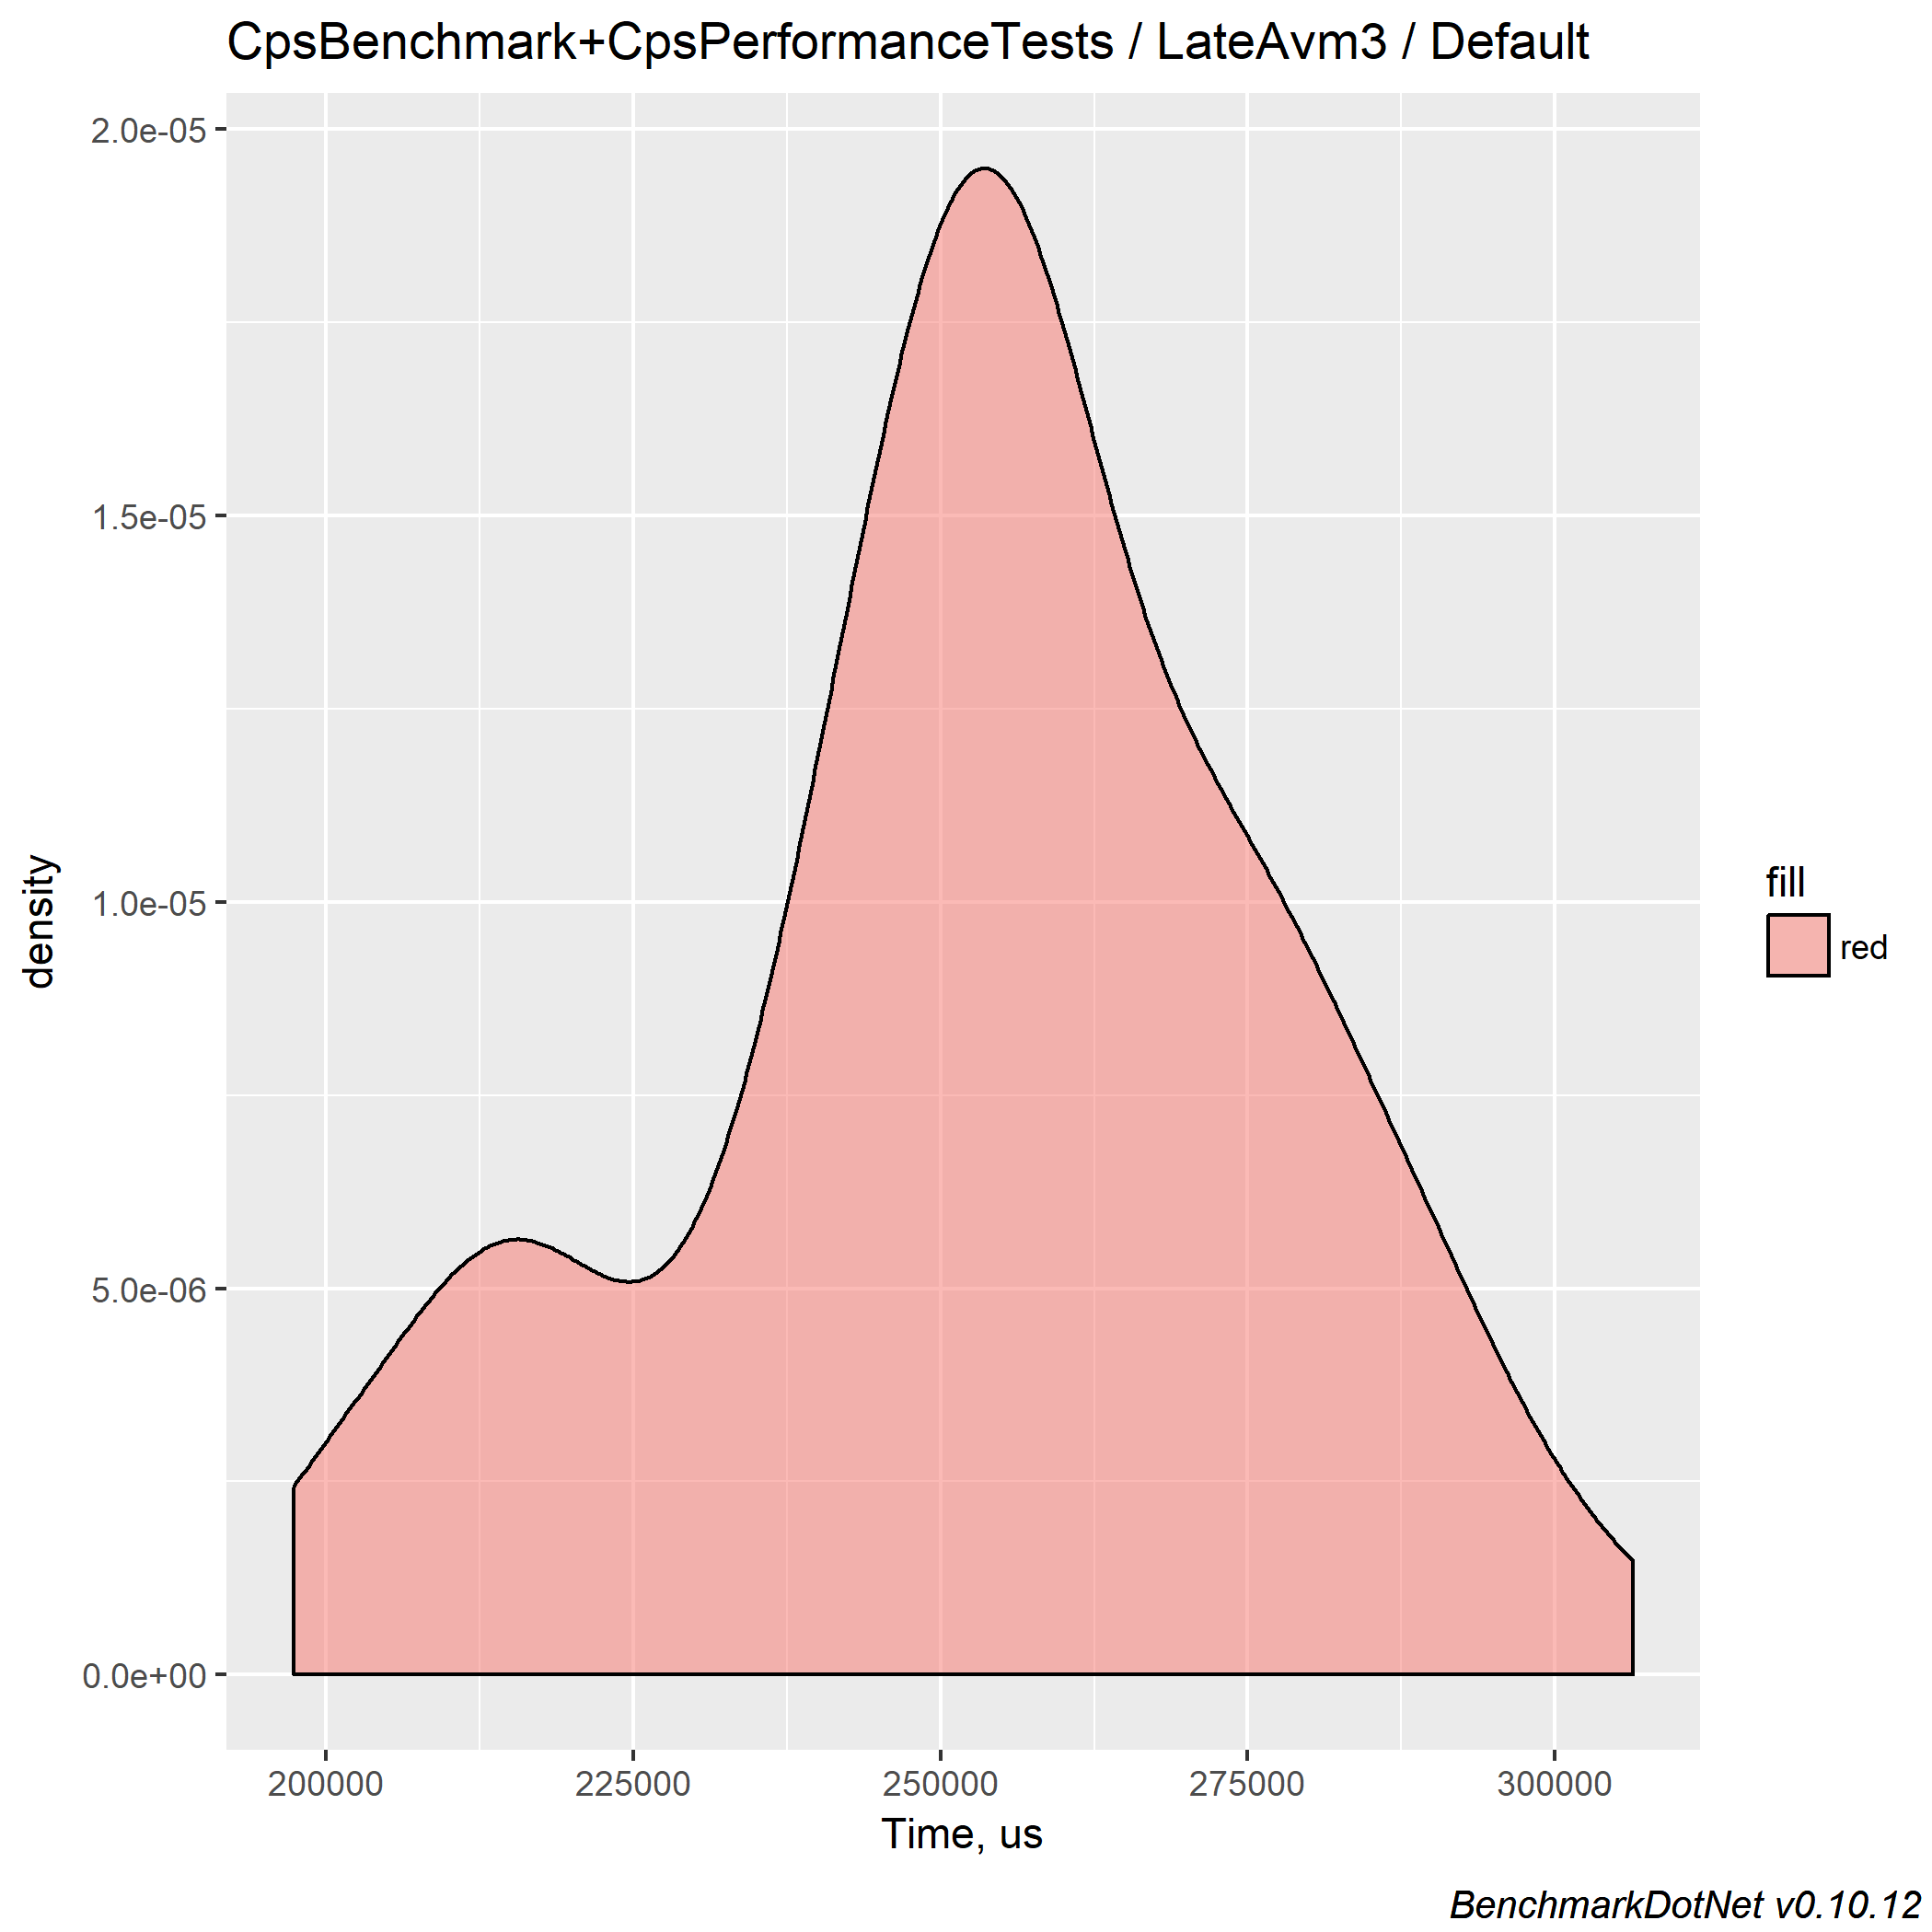 CpsBenchmark+CpsPerformanceTests / LateAvm3 / Default
2.0e-05
1.5e-05
1.0e-05
5.0e-06
0.0e+00
density
200000 225000 250000 275000 300000
Time, us
fill
red
BenchmarkDotNet v0.10.12